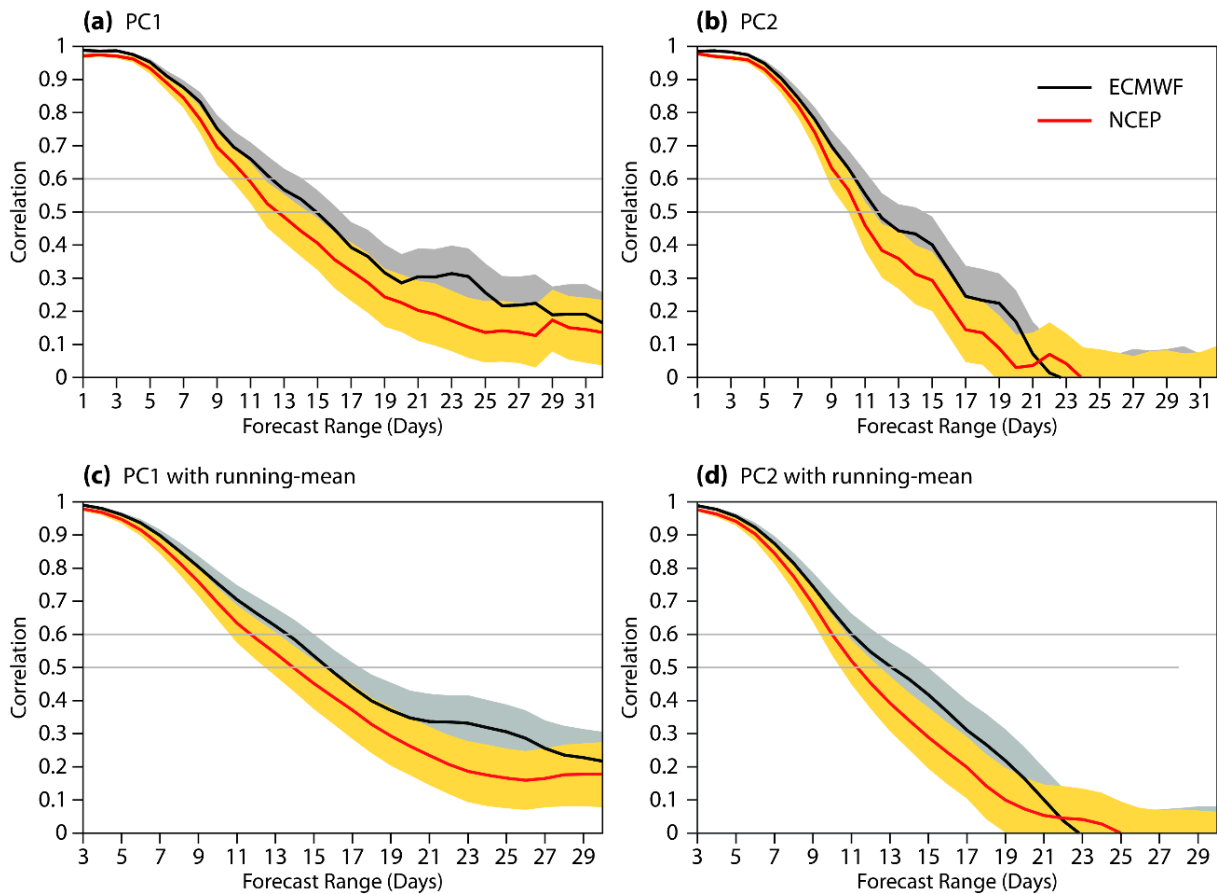 (a) PC1
1
0.9
0.8
0.7
0.6
0.5
0.4
0.3
0.2
0.1
0
Correlation
1 3 5 7 9 11 13 15 17 19 21 23 25 27 29 31
Forecast Range (Days)
(b) PC2
ECMWF
NCEP
1
0.9
0.8
0.7
0.6
0.5
0.4
0.3
0.2
0.1
0
Correlation
1 3 5 7 9 11 13 15 17 19 21 23 25 27 29 31
Forecast Range (Days)
(c) PC1 with running-mean
1
0.9
0.8
0.7
0.6
0.5
0.4
0.3
0.2
0.1
0
Correlation
3 5 7 9 11 13 15 17 19 21 23 25 27 29
Forecast Range (Days)
(d) PC2 with running-mean
1
0.9
0.8
0.7
0.6
0.5
0.4
0.3
0.2
0.1
0
Correlation
3 5 7 9 11 13 15 17 19 21 23 25 27 29
Forecast Range (Days)